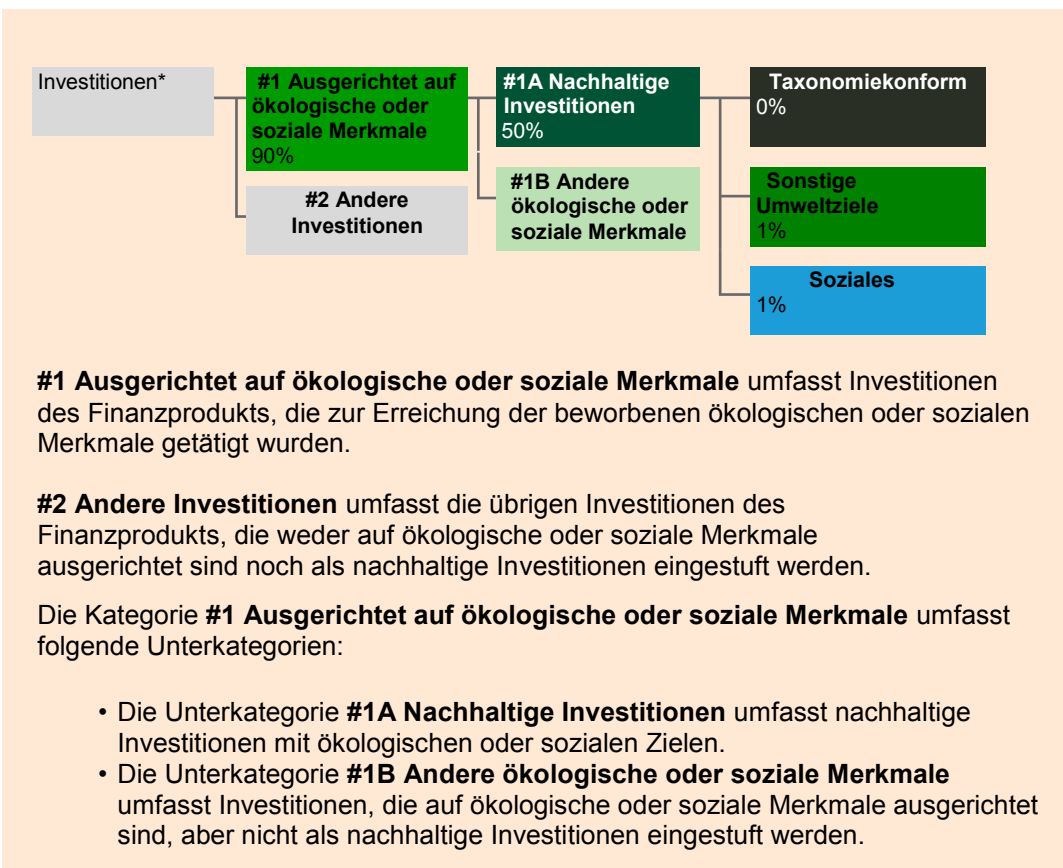 Investitionen*
#1 Ausgerichtet auf
ökologische oder
soziale Merkmale
90%
#2 Andere
Investitionen
#1A Nachhaltige
Investitionen
50%
#1B Andere
ökologische oder
soziale Merkmale
Taxonomiekonform
0%
Sonstige
Umweltziele
1%
Soziales
1%
#1 Ausgerichtet auf ökologische oder soziale Merkmale umfasst Investitionen
des Finanzprodukts, die zur Erreichung der beworbenen ökologischen oder sozialen
Merkmale getätigt wurden.
#2 Andere Investitionen umfasst die übrigen Investitionen des
Finanzprodukts, die weder auf ökologische oder soziale Merkmale
ausgerichtet sind noch als nachhaltige Investitionen eingestuft werden.
Die Kategorie #1 Ausgerichtet auf ökologische oder soziale Merkmale umfasst
folgende Unterkategorien:
• Die Unterkategorie #1A Nachhaltige Investitionen umfasst nachhaltige
Investitionen mit ökologischen oder sozialen Zielen.
• Die Unterkategorie #1B Andere ökologische oder soziale Merkmale
umfasst Investitionen, die auf ökologische oder soziale Merkmale ausgerichtet
sind, aber nicht als nachhaltige Investitionen eingestuft werden.